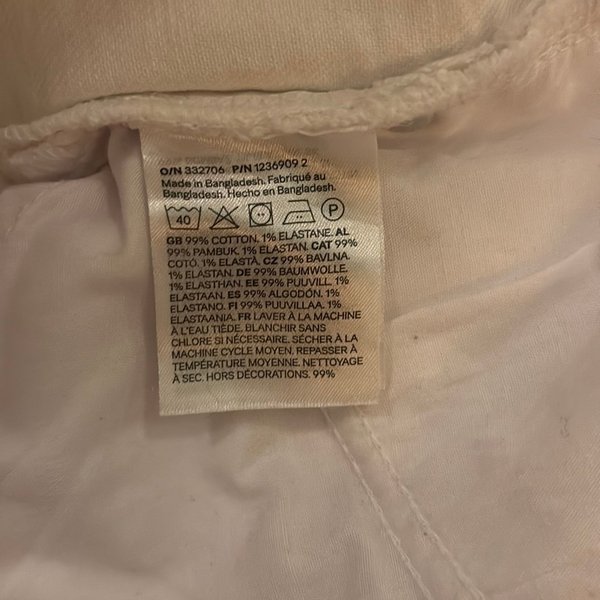 O/N 332706 P/N 1236909 2
Made in Bangladesh. Fabriqué au
Bangladesh. Hecho en Bangladesh.
40 P
GB 99% COTTON, 1% ELASTANE. AL
99% PAMBUK, 1% ELASTAN. CAT 99%
COTÓ, 1% ELASTÀ. CZ 99% BAVLNA,
1% ELASTAN. DE 99% BAUMWOLLE,
1% ELASTHAN. EE 99% PUUVILL, 1%
ELASTAAN. ES 99% ALGODÓN, 1%
ELASTANO. FI 99% PUUVILLAA, 1%
ELASTAANIA. FR LAVER À LA MACHINE
À L'EAU TIÈDE. BLANCHIR SANS
CHLORE SI NÉCESSAIRE. SÉCHER À LA
MACHINE CYCLE MOYEN. REPASSER À
TEMPÉRATURE MOYENNE. NETTOYAGE
À SEC. HORS DÉCORATIONS. 99%